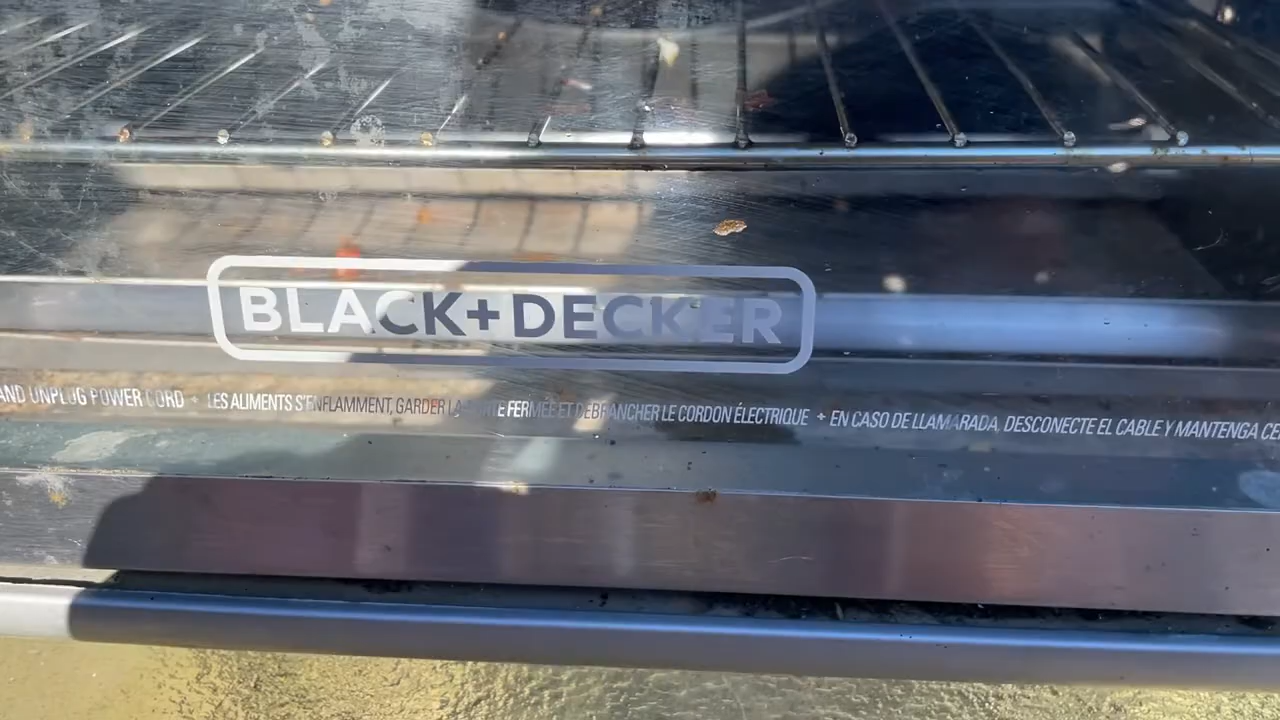 BLACK+DECKER
AND UNPLUG POWER CORD + LES ALIMENTS S'ENFLAMMENT, GARDER LA PORTE FERMÉE ET DÉBRANCHER LE CORDON ÉLECTRIQUE + EN CASO DE LLAMARADA, DESCONECTE EL CABLE Y MANTENGA CE